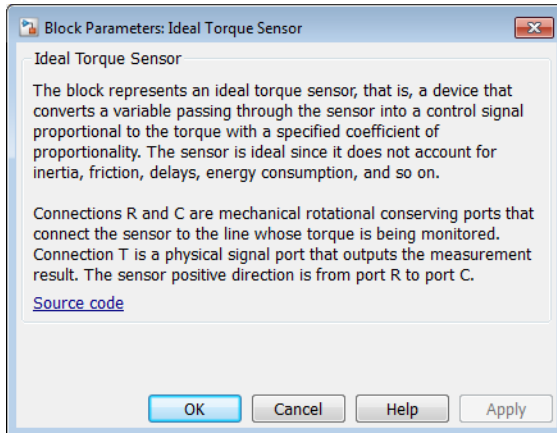 Block Parameters: Ideal Torque Sensor
Ideal Torque Sensor
The block represents an ideal torque sensor, that is, a device that
converts a variable passing through the sensor into a control signal
proportional to the torque with a specified coefficient of
proportionality. The sensor is ideal since it does not account for
inertia, friction, delays, energy consumption, and so on.
Connections R and C are mechanical rotational conserving ports that
connect the sensor to the line whose torque is being monitored.
Connection T is a physical signal port that outputs the measurement
result. The sensor positive direction is from port R to port C.
Source code
OK Cancel Help Apply